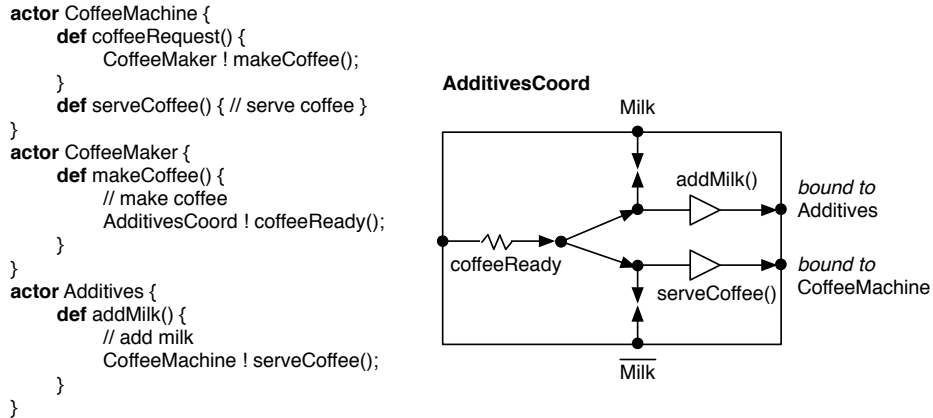 actor CoffeeMachine {
def coffeeRequest() {
CoffeeMaker ! makeCoffee();
}
def serveCoffee() { // serve coffee }
}
actor CoffeeMaker {
def makeCoffee() {
// make coffee
AdditivesCoord ! coffeeReady();
}
}
actor Additives {
def addMilk() {
// add milk
CoffeeMachine ! serveCoffee();
}
}
AdditivesCoord
Milk
addMilk()
bound to
Additives
coffeeReady
serveCoffee()
bound to
CoffeeMachine
M̅i̅l̅k̅